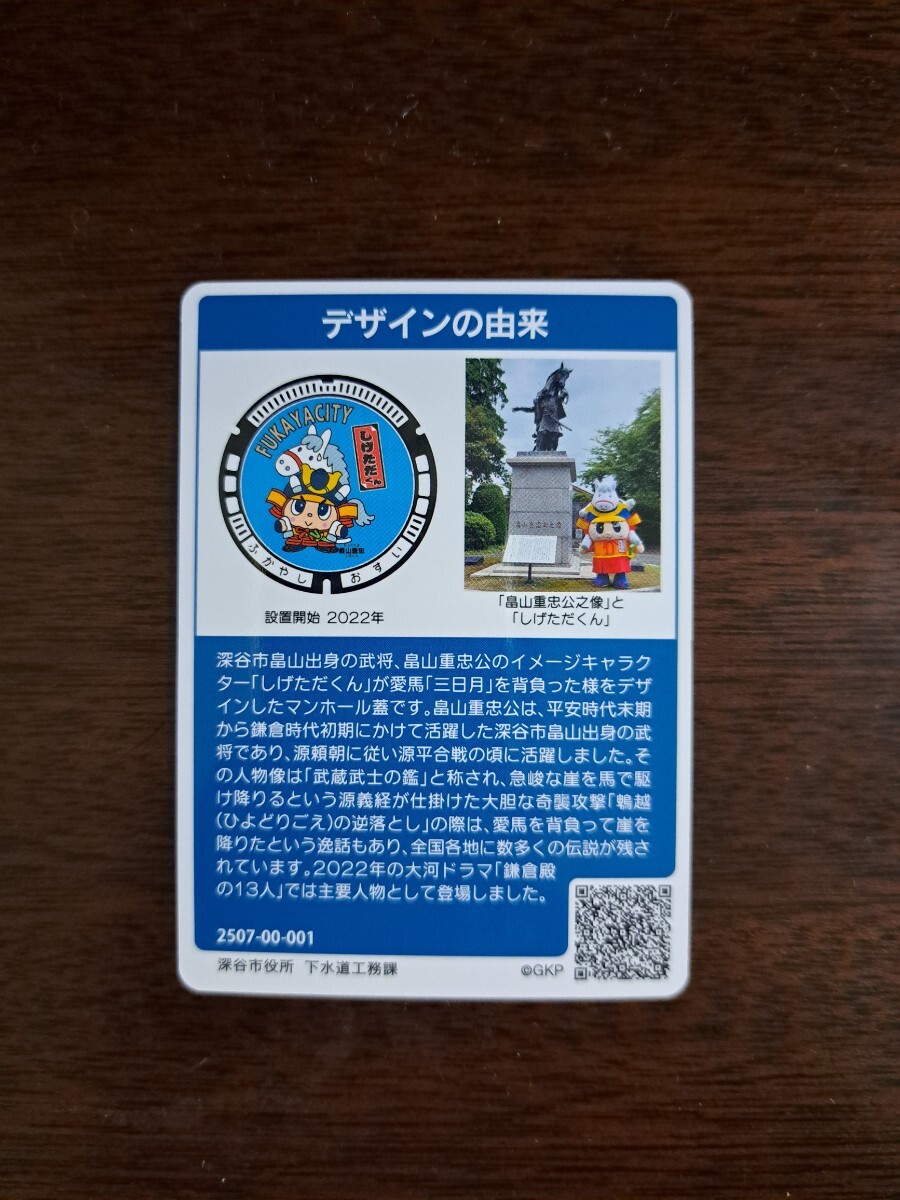 デザインの由来
FUKAYACITY
しげただくん
畠山重忠
ふかやし おすい
設置開始 2022年
畠山重忠公之像
「畠山重忠公之像」と
「しげただくん」
深谷市畠山出身の武将、畠山重忠公のイメージキャラク
ター「しげただくん」が愛馬「三日月」を背負った様をデザ
インしたマンホール蓋です。畠山重忠公は、平安時代末期
から鎌倉時代初期にかけて活躍した深谷市畠山出身の武
将であり、源頼朝に従い源平合戦の頃に活躍しました。そ
の人物像は「武蔵武士の鑑」と称され、急峻な崖を馬で駆
け降りるという源義経が仕掛けた大胆な奇襲攻撃「鵯越
(ひよどりごえ)の逆落とし」の際は、愛馬を背負って崖を
降りたという逸話もあり、全国各地に数多くの伝説が残さ
れています。2022年の大河ドラマ「鎌倉殿
の13人」では主要人物として登場しました。
2507-00-001
深谷市役所 下水道工務課
©GKP